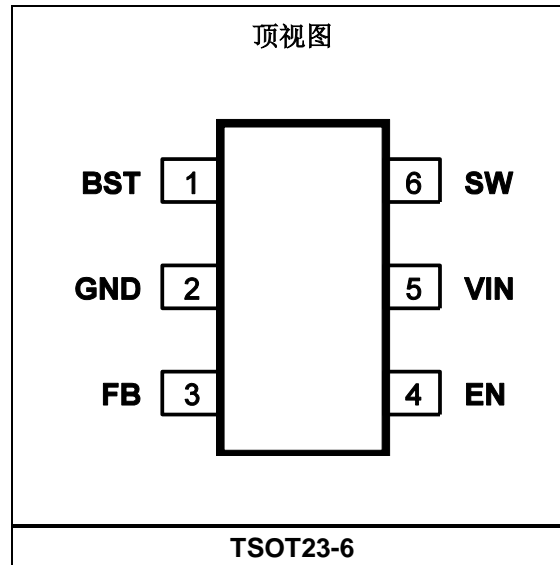 顶视图
BST 1 6 SW
GND 2 5 VIN
FB 3 4 EN
TSOT23-6